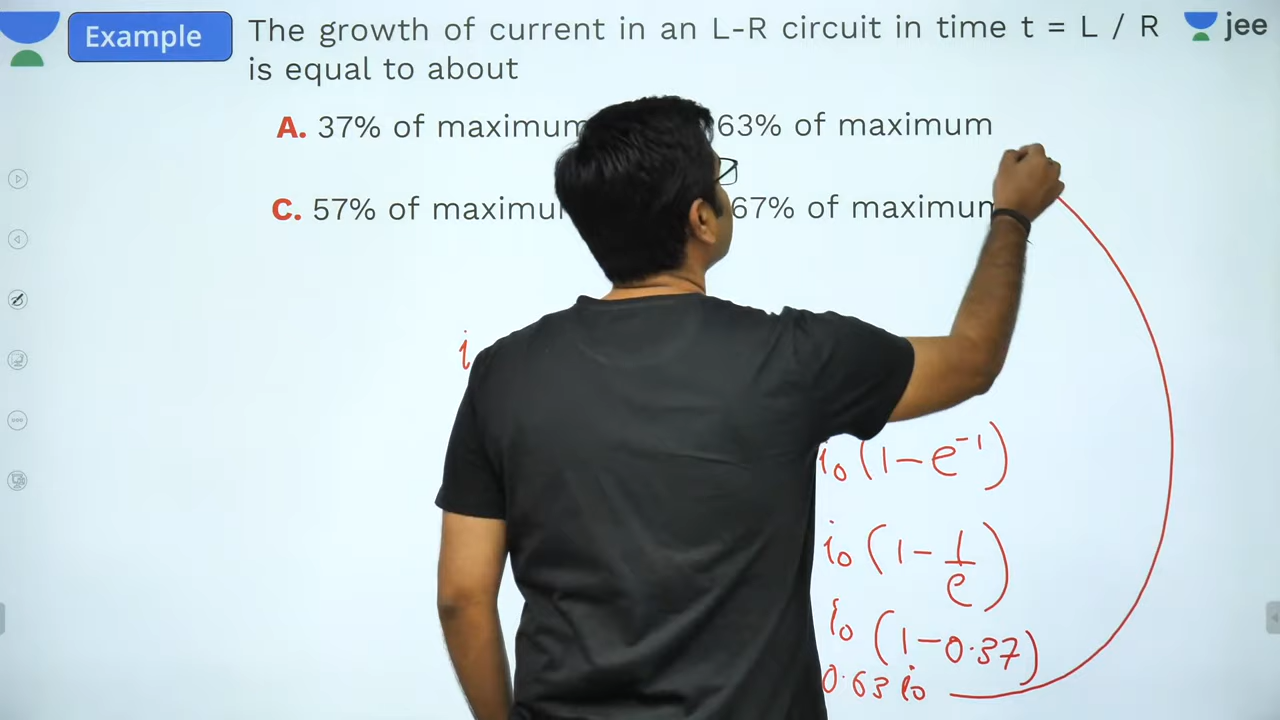 Example The growth of current in an L-R circuit in time t = L / R jee
is equal to about
A. 37% of maximum 63% of maximum
C. 57% of 67% of
i
i₀ (1 - e⁻¹)
i₀ (1 - 1/e)
i₀ (1 - 0.37)
0.63 i₀